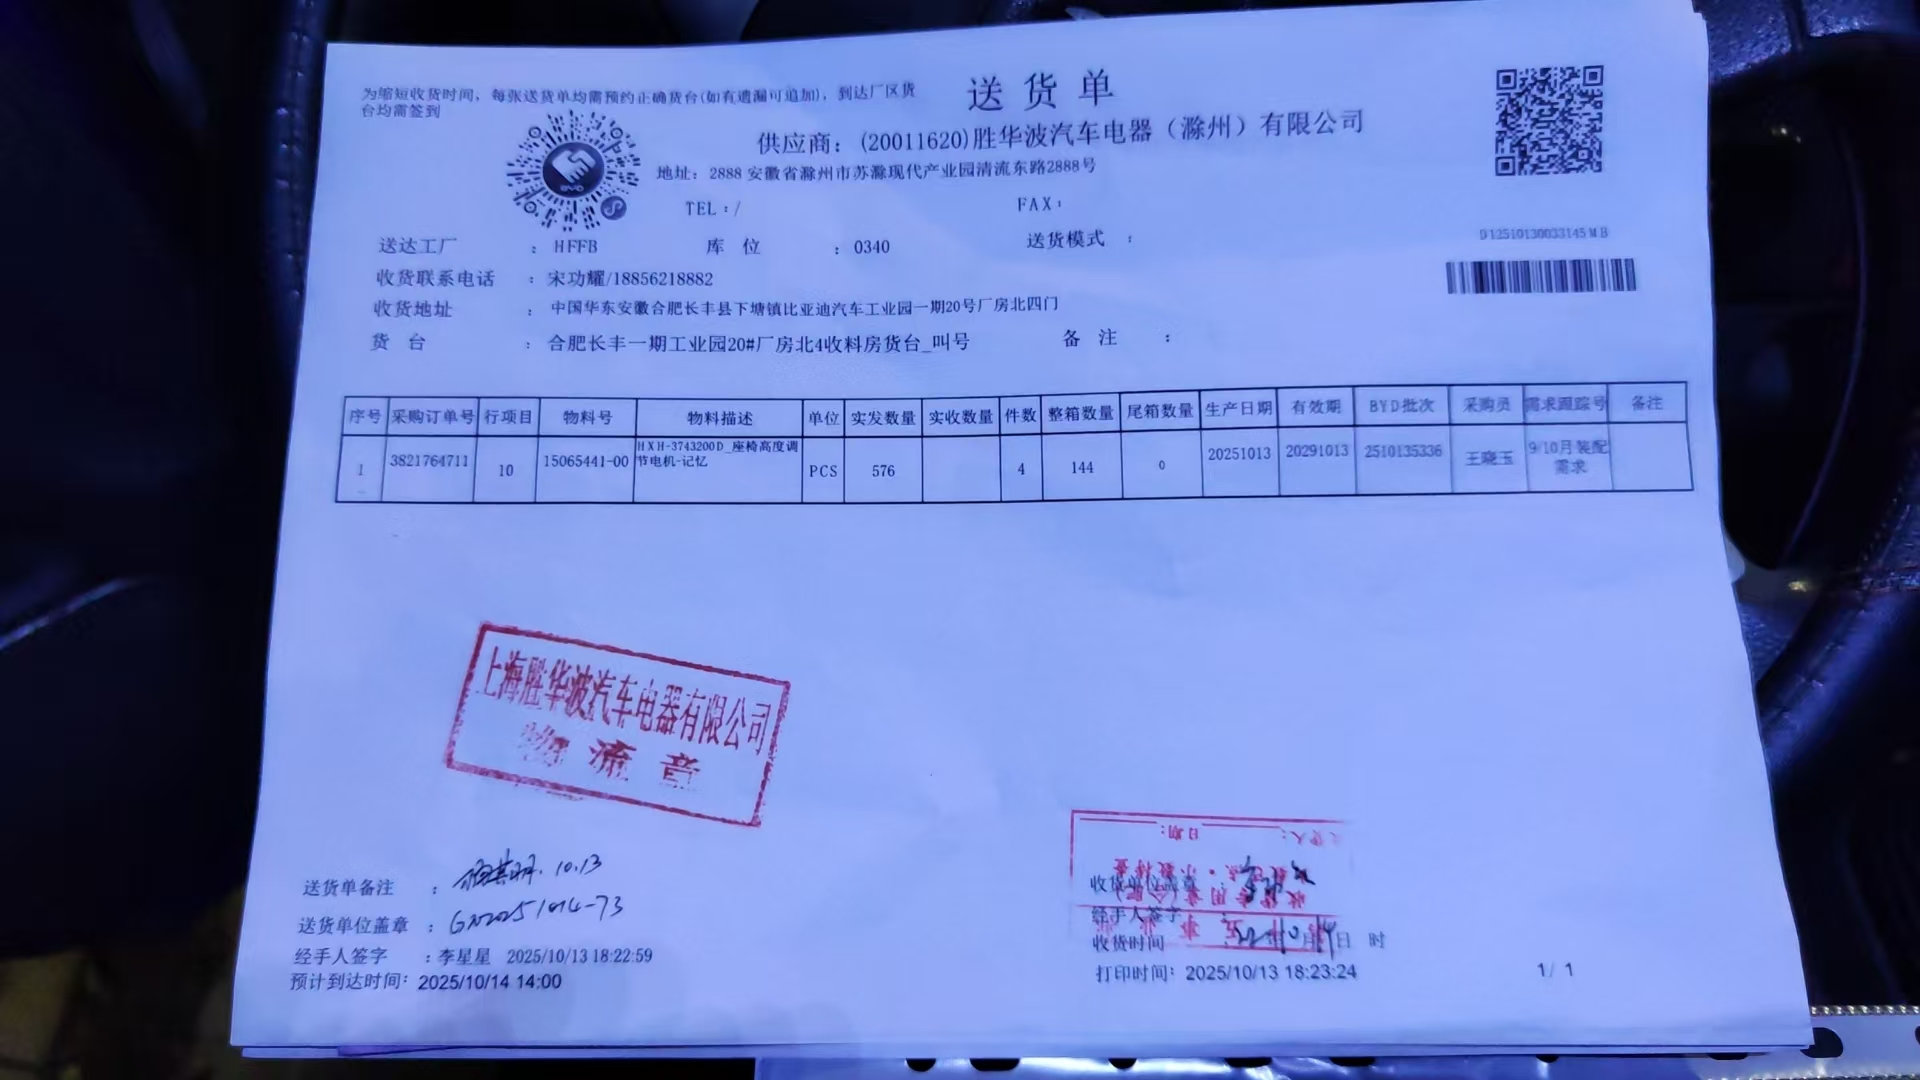 为缩短收货时间，每张送货单均需预约正确货台(如有遗漏可追加)，到达厂区货
台均需签到
送货单
供应商：(20011620)胜华波汽车电器（滁州）有限公司
地址：2888 安徽省滁州市苏滁现代产业园清流东路2888号
TEL：/ FAX：
BYD
D12510130033145MB
送达工厂 ：HFFB 库位 ：0340 送货模式 ：
收货联系电话 ：宋功耀/18856218882
收货地址 ：中国华东安徽合肥长丰县下塘镇比亚迪汽车工业园一期20号厂房北四门
货台 ：合肥长丰一期工业园20#厂房北4收料房货台_叫号 备注 ：
序号 采购订单号 行项目 物料号 物料描述 单位 实发数量 实收数量 件数 整箱数量 尾箱数量 生产日期 有效期 BYD批次 采购员 需求跟踪号 备注
1 3821764711 10 15065441-00 HXH-3743200D_座椅高度调节电机-记忆 PCS 576 4 144 0 20251013 20291013 2510135336 王晓玉 9/10月装配需求
上海胜华波汽车电器有限公司
物流章
送货单备注 ： 10.13
送货单位盖章 ：
经手人签字 ：李星星 2025/10/13 18:22:59
预计到达时间：2025/10/14 14:00
日期：
收货单位盖章 ：
经手人签字 ：
收货时间 日 时
打印时间：2025/10/13 18:23:24
1/ 1